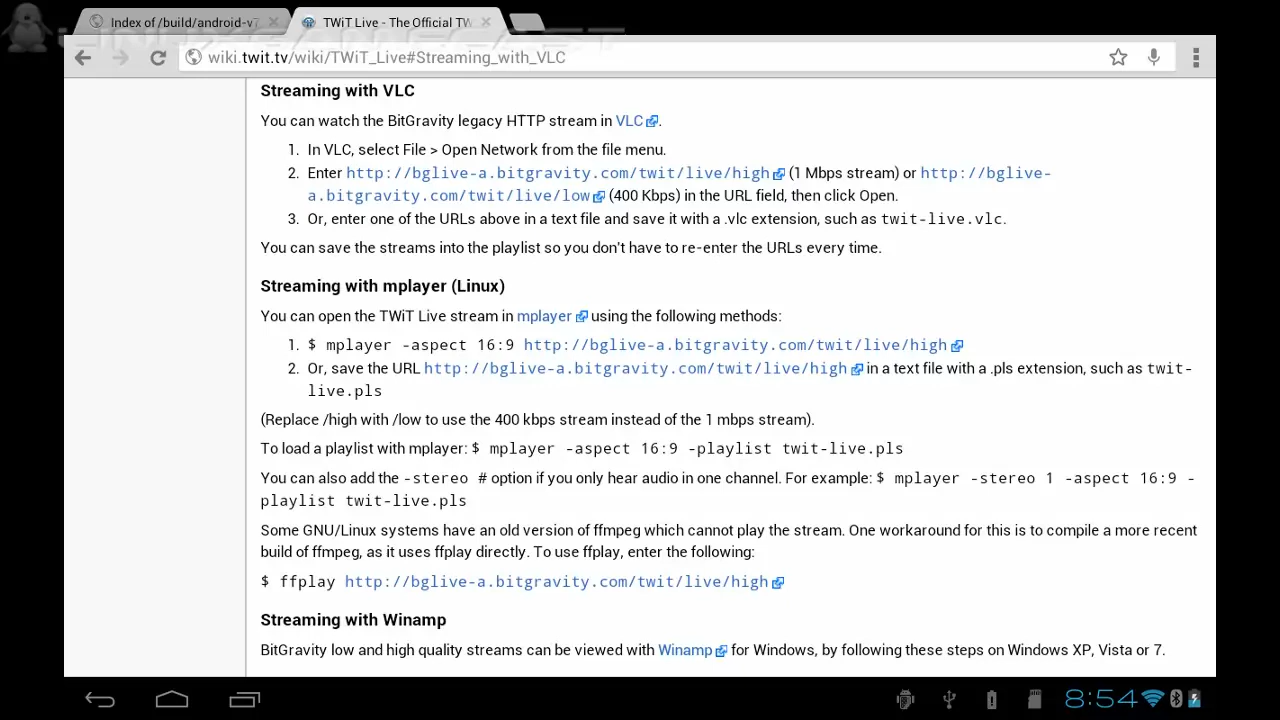 Index of /build/android-v7
TWiT Live - The Official TW
wiki.twit.tv/wiki/TWiT_Live#Streaming_with_VLC
Streaming with VLC
You can watch the BitGravity legacy HTTP stream in VLC.
1. In VLC, select File > Open Network from the file menu.
2. Enter http://bglive-a.bitgravity.com/twit/live/high (1 Mbps stream) or http://bglive-
a.bitgravity.com/twit/live/low (400 Kbps) in the URL field, then click Open.
3. Or, enter one of the URLs above in a text file and save it with a .vlc extension, such as twit-live.vlc.
You can save the streams into the playlist so you don't have to re-enter the URLs every time.
Streaming with mplayer (Linux)
You can open the TWiT Live stream in mplayer using the following methods:
1. $ mplayer -aspect 16:9 http://bglive-a.bitgravity.com/twit/live/high
2. Or, save the URL http://bglive-a.bitgravity.com/twit/live/high in a text file with a .pls extension, such as twit-
live.pls
(Replace /high with /low to use the 400 kbps stream instead of the 1 mbps stream).
To load a playlist with mplayer: $ mplayer -aspect 16:9 -playlist twit-live.pls
You can also add the -stereo # option if you only hear audio in one channel. For example: $ mplayer -stereo 1 -aspect 16:9 -
playlist twit-live.pls
Some GNU/Linux systems have an old version of ffmpeg which cannot play the stream. One workaround for this is to compile a more recent
build of ffmpeg, as it uses ffplay directly. To use ffplay, enter the following:
$ ffplay http://bglive-a.bitgravity.com/twit/live/high
Streaming with Winamp
BitGravity low and high quality streams can be viewed with Winamp for Windows, by following these steps on Windows XP, Vista or 7.
8:54